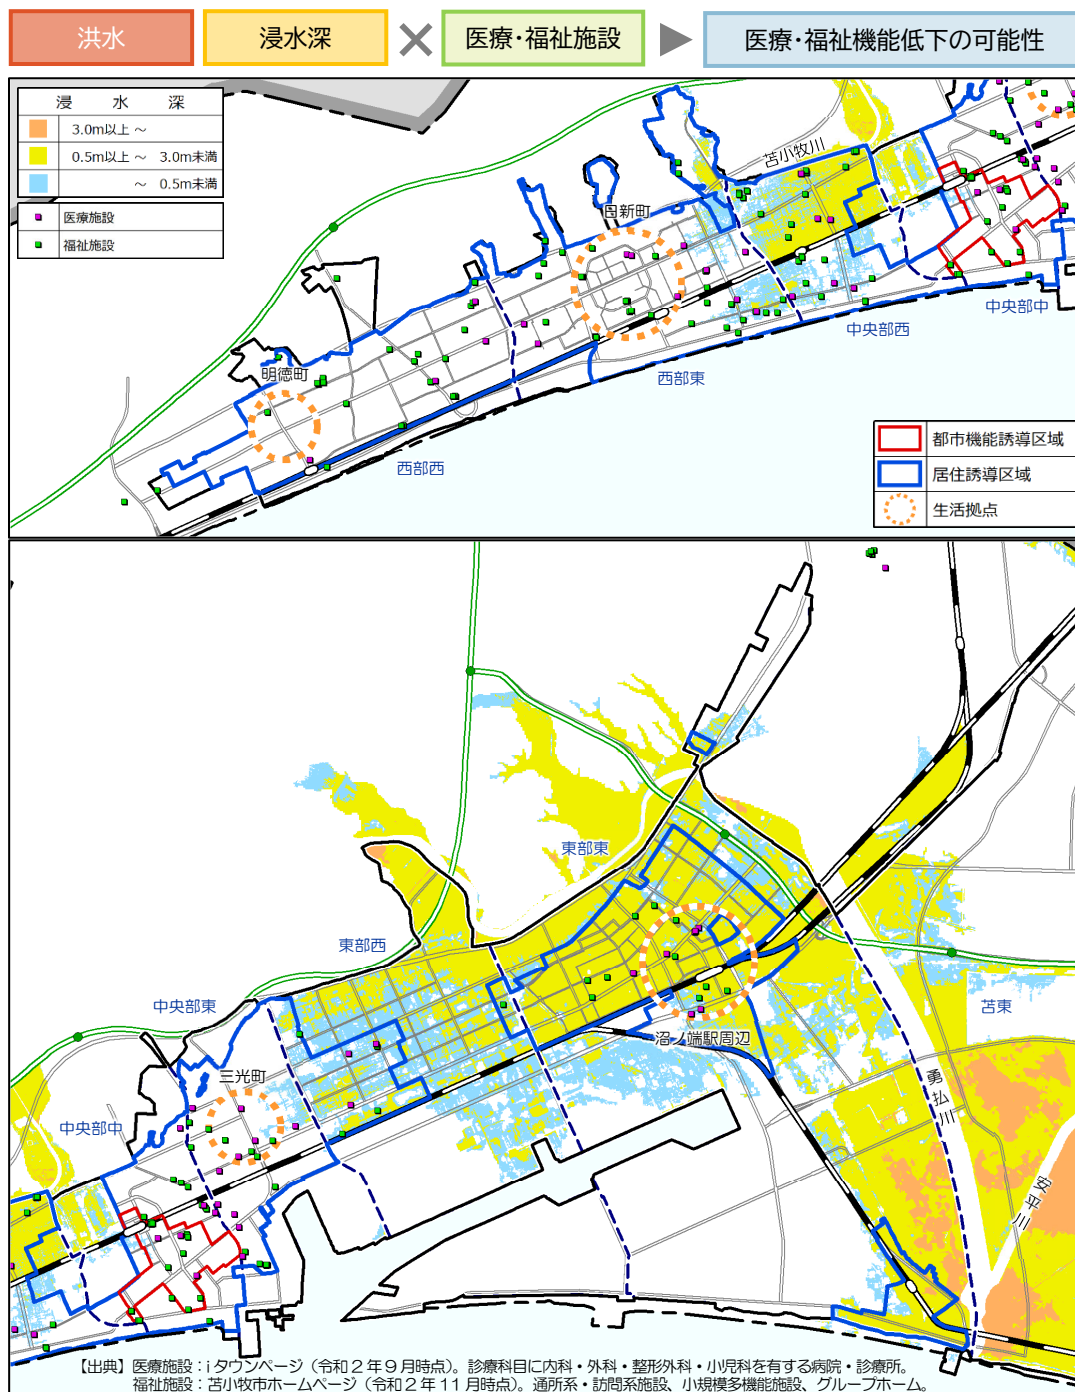 洪水
浸水深
医療・福祉施設
医療・福祉機能低下の可能性
浸水深
3.0m以上 ～
0.5m以上 ～ 3.0m未満
～ 0.5m未満
医療施設
福祉施設
苫小牧川
日新町
中央部中
中央部西
西部東
明徳町
西部西
都市機能誘導区域
居住誘導区域
生活拠点
東部東
東部西
中央部東
苫東
沼ノ端駅周辺
三光町
勇払川
中央部中
安平川
【出典】医療施設：iタウンページ（令和２年９月時点）。診療科目に内科・外科・整形外科・小児科を有する病院・診療所。
福祉施設：苫小牧市ホームページ（令和２年11月時点）。通所系・訪問系施設、小規模多機能施設、グループホーム。